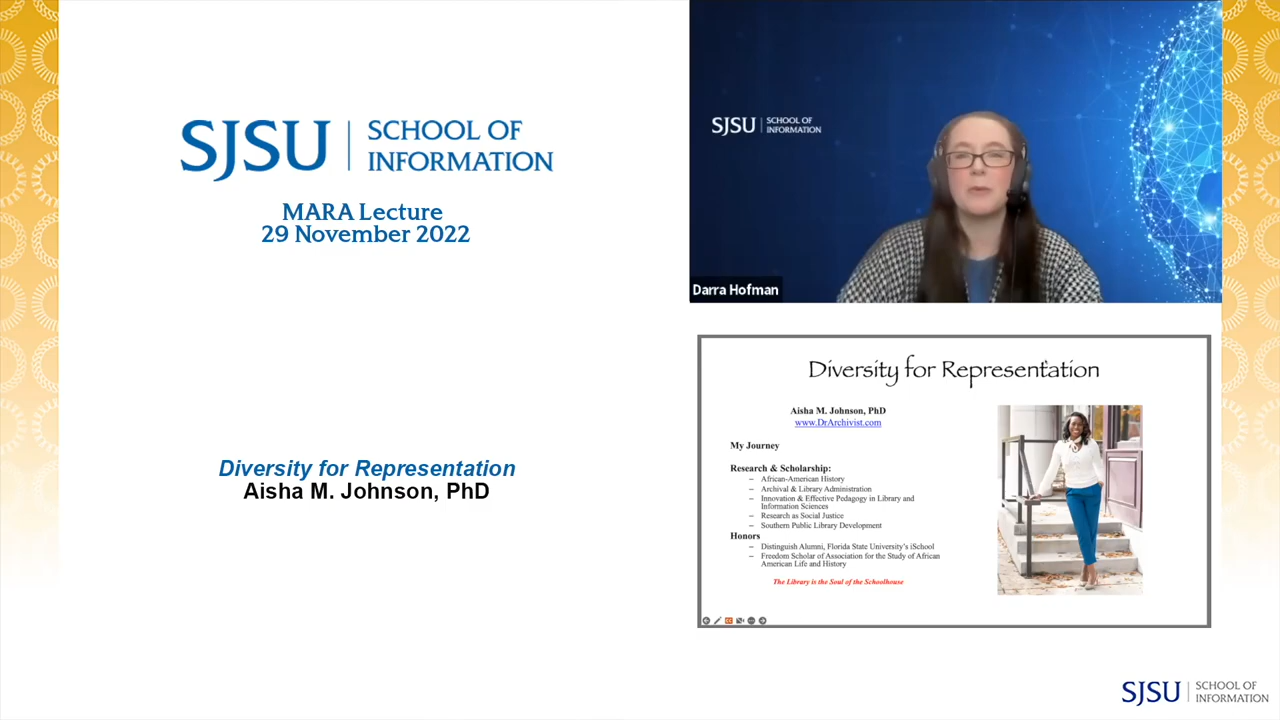 SJSU | SCHOOL OF
INFORMATION
MARA Lecture
29 November 2022
Diversity for Representation
Aisha M. Johnson, PhD
SJSU | SCHOOL OF
INFORMATION
Darra Hofman
Diversity for Representation
Aisha M. Johnson, PhD
www.DrArchivist.com
My Journey
Research & Scholarship:
– African-American History
– Archival & Library Administration
– Innovation & Effective Pedagogy in Library and
Information Sciences
– Research as Social Justice
– Southern Public Library Development
Honors
– Distinguish Alumni, Florida State University's iSchool
– Freedom Scholar of Association for the Study of African
American Life and History
The Library is the Soul of the Schoolhouse
SJSU | SCHOOL OF
INFORMATION